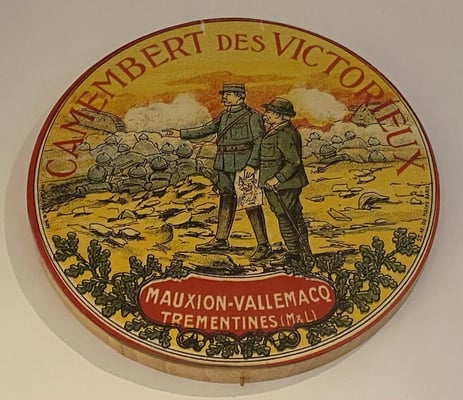 CAMEMBERT DES VICTORIEUX
MAUXION-VALLEMACQ
TREMENTINES (M&L)